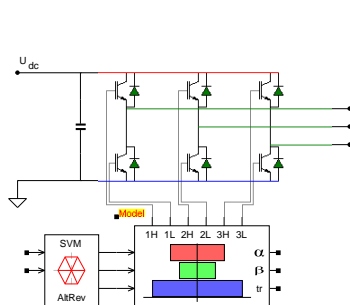 U dc
Model
1H 1L 2H 2L 3H 3L
SVM
α
β
AltRev
tr